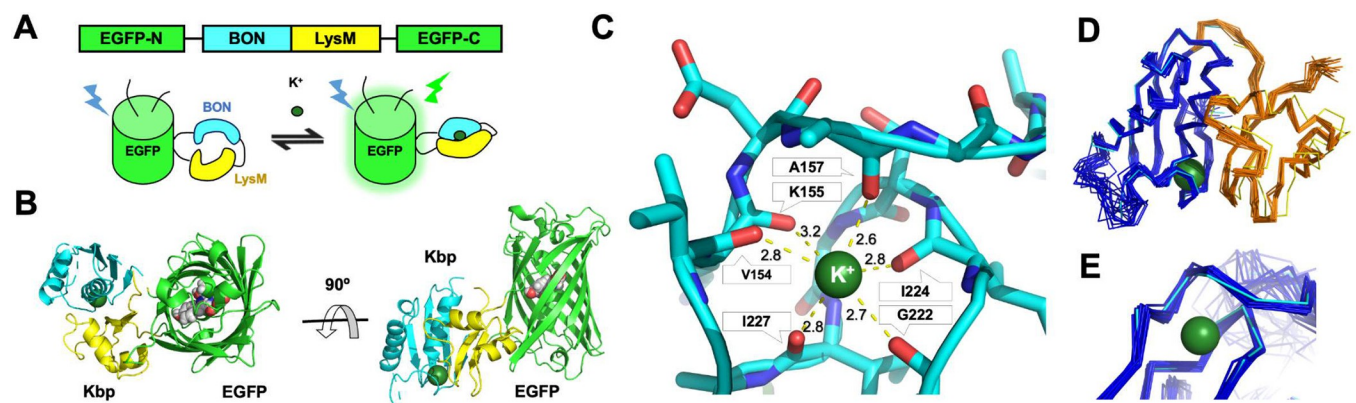 A
EGFP-N
BON
LysM
EGFP-C
K+
BON
EGFP
LysM
EGFP
B
Kbp
EGFP
90º
Kbp
EGFP
C
A157
K155
3.2
2.6
2.8
2.8
V154
K+
I224
G222
I227
2.8
2.7
D
E